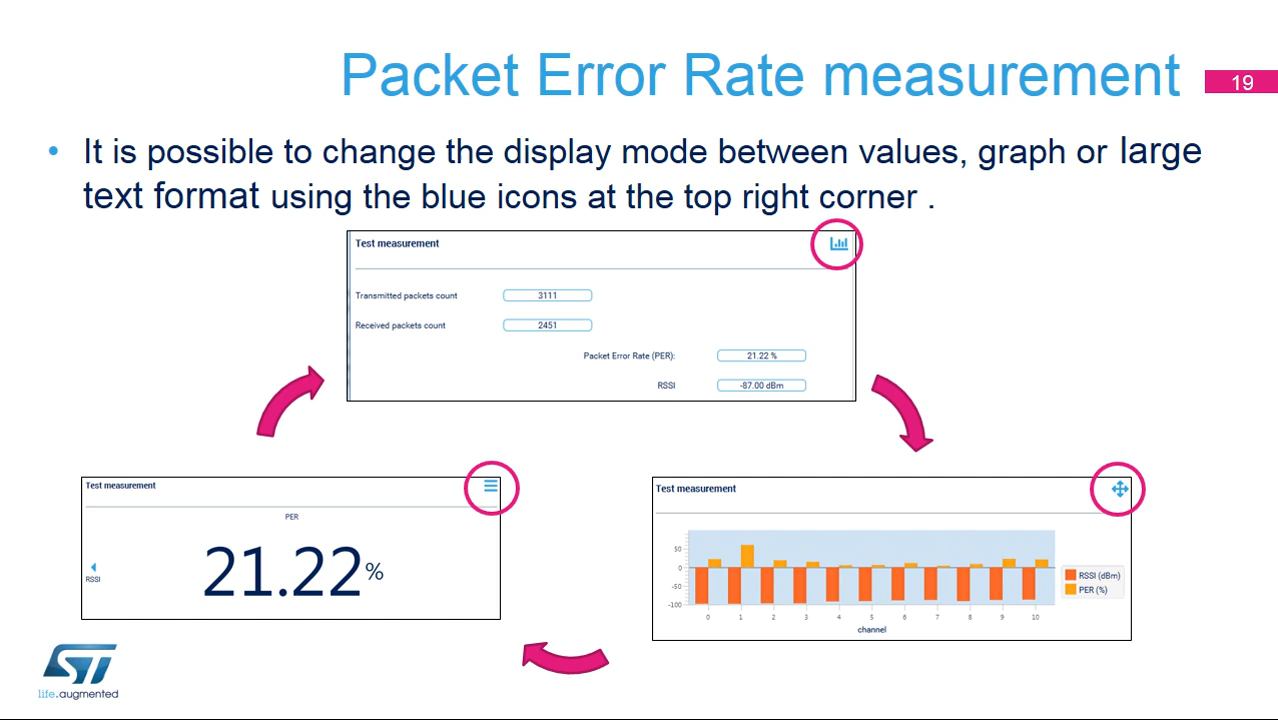 Packet Error Rate measurement
19
• It is possible to change the display mode between values, graph or large
text format using the blue icons at the top right corner .
Test measurement
Transmitted packets count 3111
Received packets count 2451
Packet Error Rate (PER): 21.22 %
RSSI -87.00 dBm
Test measurement
PER
21.22%
RSSI
Test measurement
50
0
-50
-100
0 1 2 3 4 5 6 7 8 9 10
channel
RSSI (dBm)
PER (%)
ST
life.augmented